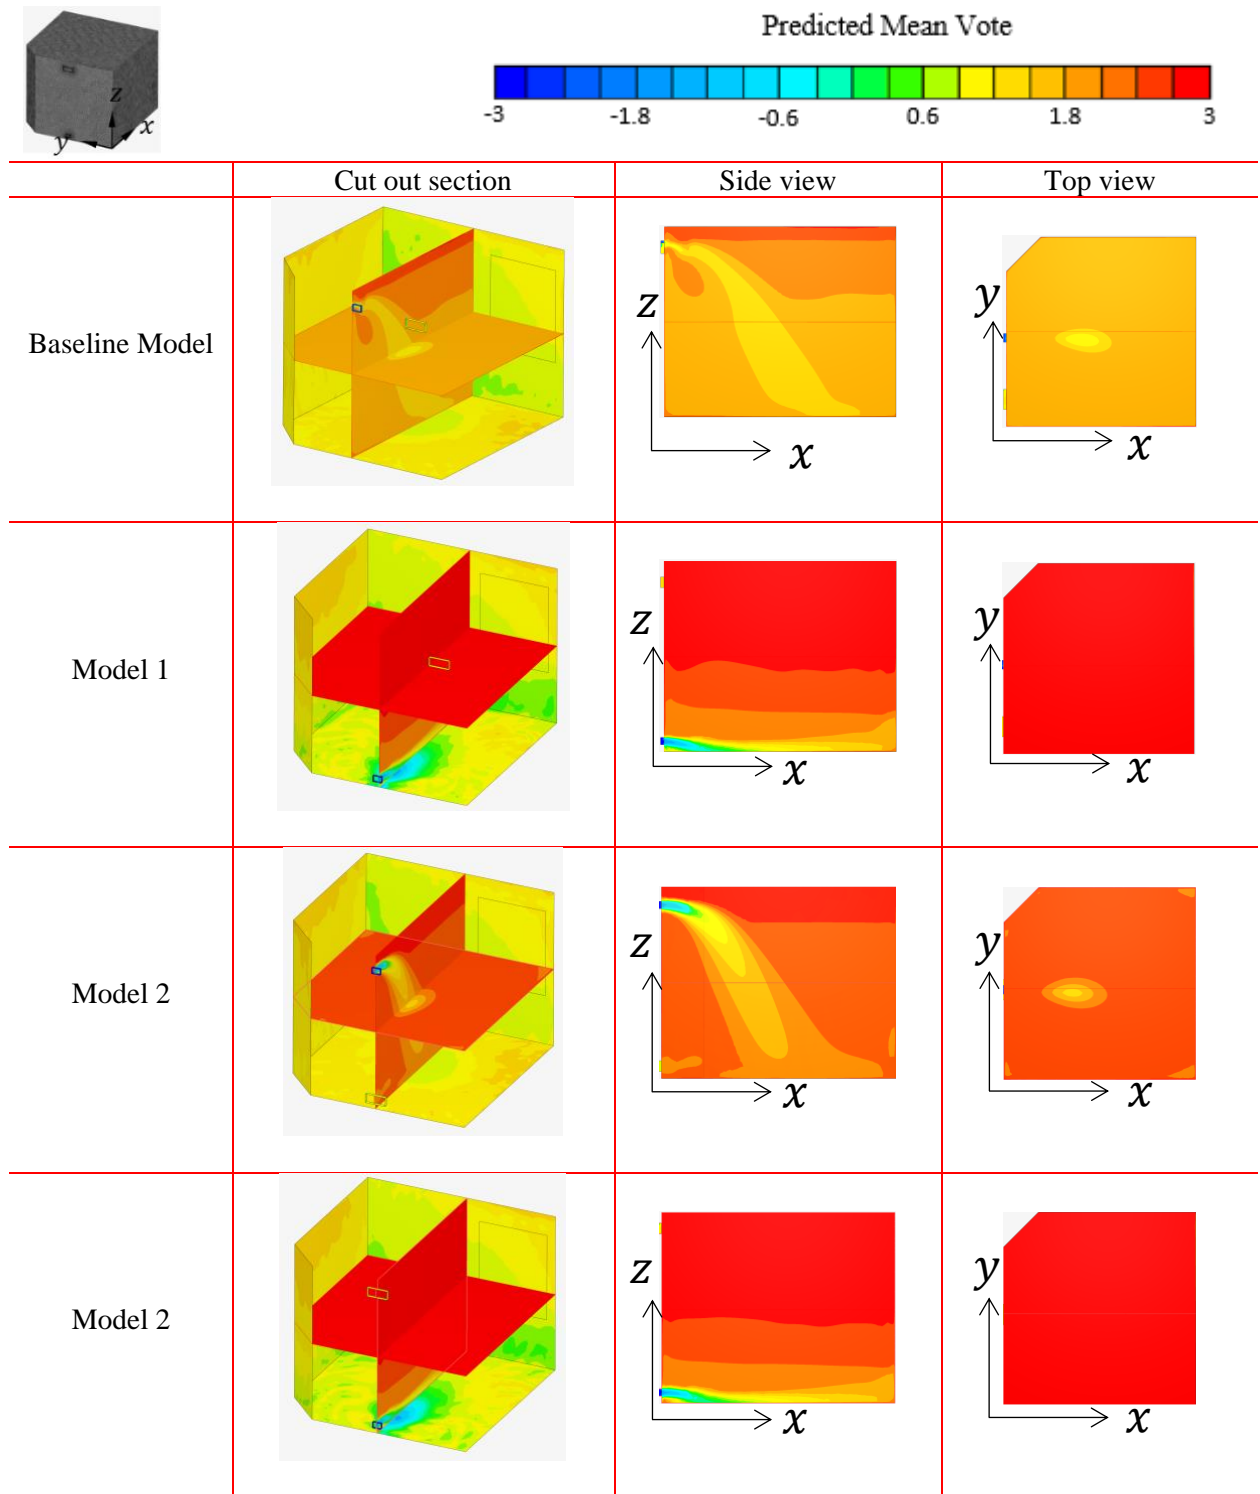 Predicted Mean Vote
z
x
y
-3 -1.8 -0.6 0.6 1.8 3
Cut out section Side view Top view
Baseline Model
z
x
y
x
Model 1
z
x
y
x
Model 2
z
x
y
x
Model 2
z
x
y
x